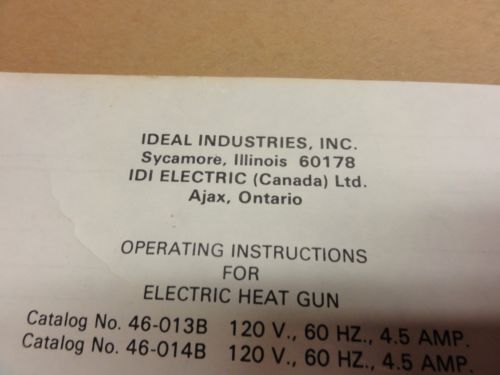 IDEAL INDUSTRIES, INC.
Sycamore, Illinois 60178
IDI ELECTRIC (Canada) Ltd.
Ajax, Ontario
OPERATING INSTRUCTIONS
FOR
ELECTRIC HEAT GUN
Catalog No. 46-013B 120 V., 60 HZ., 4.5 AMP.
Catalog No. 46-014B 120 V., 60 HZ., 4.5 AMP.